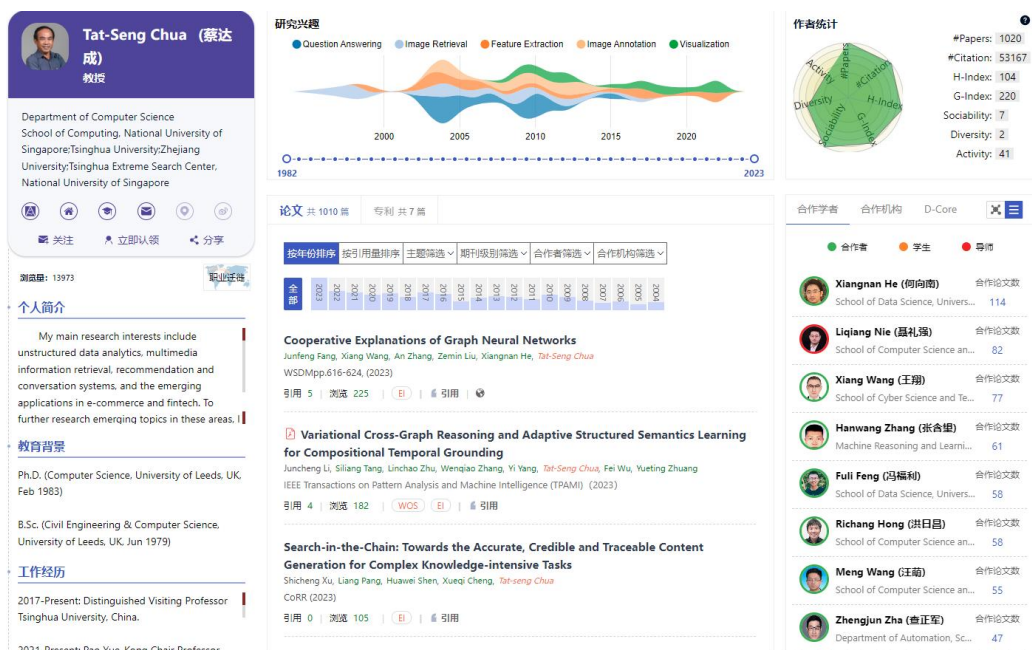 Tat-Seng Chua (蔡达
成)
教授
Department of Computer Science
School of Computing, National University of
Singapore;Tsinghua University;Zhejiang
University;Tsinghua Extreme Search Center,
National University of Singapore
关注
立即认领
分享
浏览量：13973
职业迁徙
个人简介
My main research interests include
unstructured data analytics, multimedia
information retrieval, recommendation and
conversation systems, and the emerging
applications in e-commerce and fintech. To
further research emerging topics in these areas, I
教育背景
Ph.D. (Computer Science, University of Leeds, UK,
Feb 1983)
B.Sc. (Civil Engineering & Computer Science,
University of Leeds, UK, Jun 1979)
工作经历
2017-Present: Distinguished Visiting Professor
Tsinghua University, China.
2021-Present: Pao Yue-Kong Chair Professor
研究兴趣
Question Answering
Image Retrieval
Feature Extraction
Image Annotation
Visualization
2000
2005
2010
2015
2020
1982
2023
作者统计
?
#Papers
#Citation
H-Index
G-Index
Sociability
Diversity
Activity
#Papers: 1020
#Citation: 53167
H-Index: 104
G-Index: 220
Sociability: 7
Diversity: 2
Activity: 41
论文 共 1010 篇
专利 共 7 篇
按年份排序
按引用量排序
主题筛选
期刊级别筛选
合作者筛选
合作机构筛选
全部
2023
2022
2021
2020
2019
2018
2017
2016
2015
2014
2013
2012
2011
2010
2009
2008
2007
2006
2005
2004
Cooperative Explanations of Graph Neural Networks
Junfeng Fang, Xiang Wang, An Zhang, Zemin Liu, Xiangnan He, Tat-Seng Chua
WSDMpp.616-624, (2023)
引用 5 | 浏览 225 | EI | 引用 |
Variational Cross-Graph Reasoning and Adaptive Structured Semantics Learning
for Compositional Temporal Grounding
Juncheng Li, Siliang Tang, Linchao Zhu, Wenqiao Zhang, Yi Yang, Tat-Seng Chua, Fei Wu, Yueting Zhuang
IEEE Transactions on Pattern Analysis and Machine Intelligence (TPAMI) (2023)
引用 4 | 浏览 182 | WOS EI | 引用
Search-in-the-Chain: Towards the Accurate, Credible and Traceable Content
Generation for Complex Knowledge-intensive Tasks
Shicheng Xu, Liang Pang, Huawei Shen, Xueqi Cheng, Tat-seng Chua
CoRR (2023)
引用 0 | 浏览 105 | EI | 引用
合作学者
合作机构
D-Core
合作者
学生
导师
Xiangnan He (何向南)
合作论文数
School of Data Science, Univers...
114
Liqiang Nie (聂礼强)
合作论文数
School of Computer Science an...
82
Xiang Wang (王翔)
合作论文数
School of Cyber Science and Te...
77
Hanwang Zhang (张含望)
合作论文数
Machine Reasoning and Learni...
61
Fuli Feng (冯福利)
合作论文数
School of Data Science, Univers...
58
Richang Hong (洪日昌)
合作论文数
School of Computer Science an...
58
Meng Wang (汪萌)
合作论文数
School of Computer Science an...
55
Zhengjun Zha (查正军)
合作论文数
Department of Automation, Sc...
47